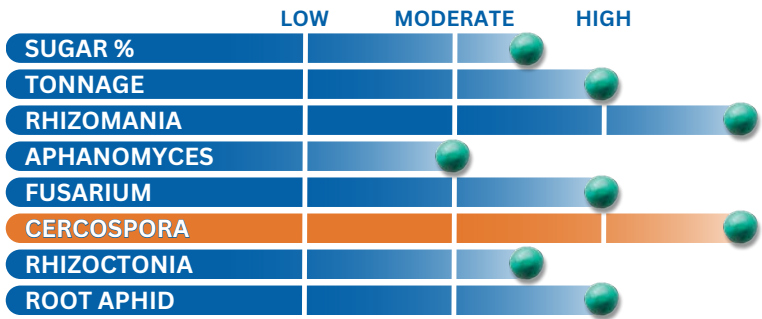 LOW MODERATE HIGH
SUGAR %
TONNAGE
RHIZOMANIA
APHANOMYCES
FUSARIUM
CERCOSPORA
RHIZOCTONIA
ROOT APHID